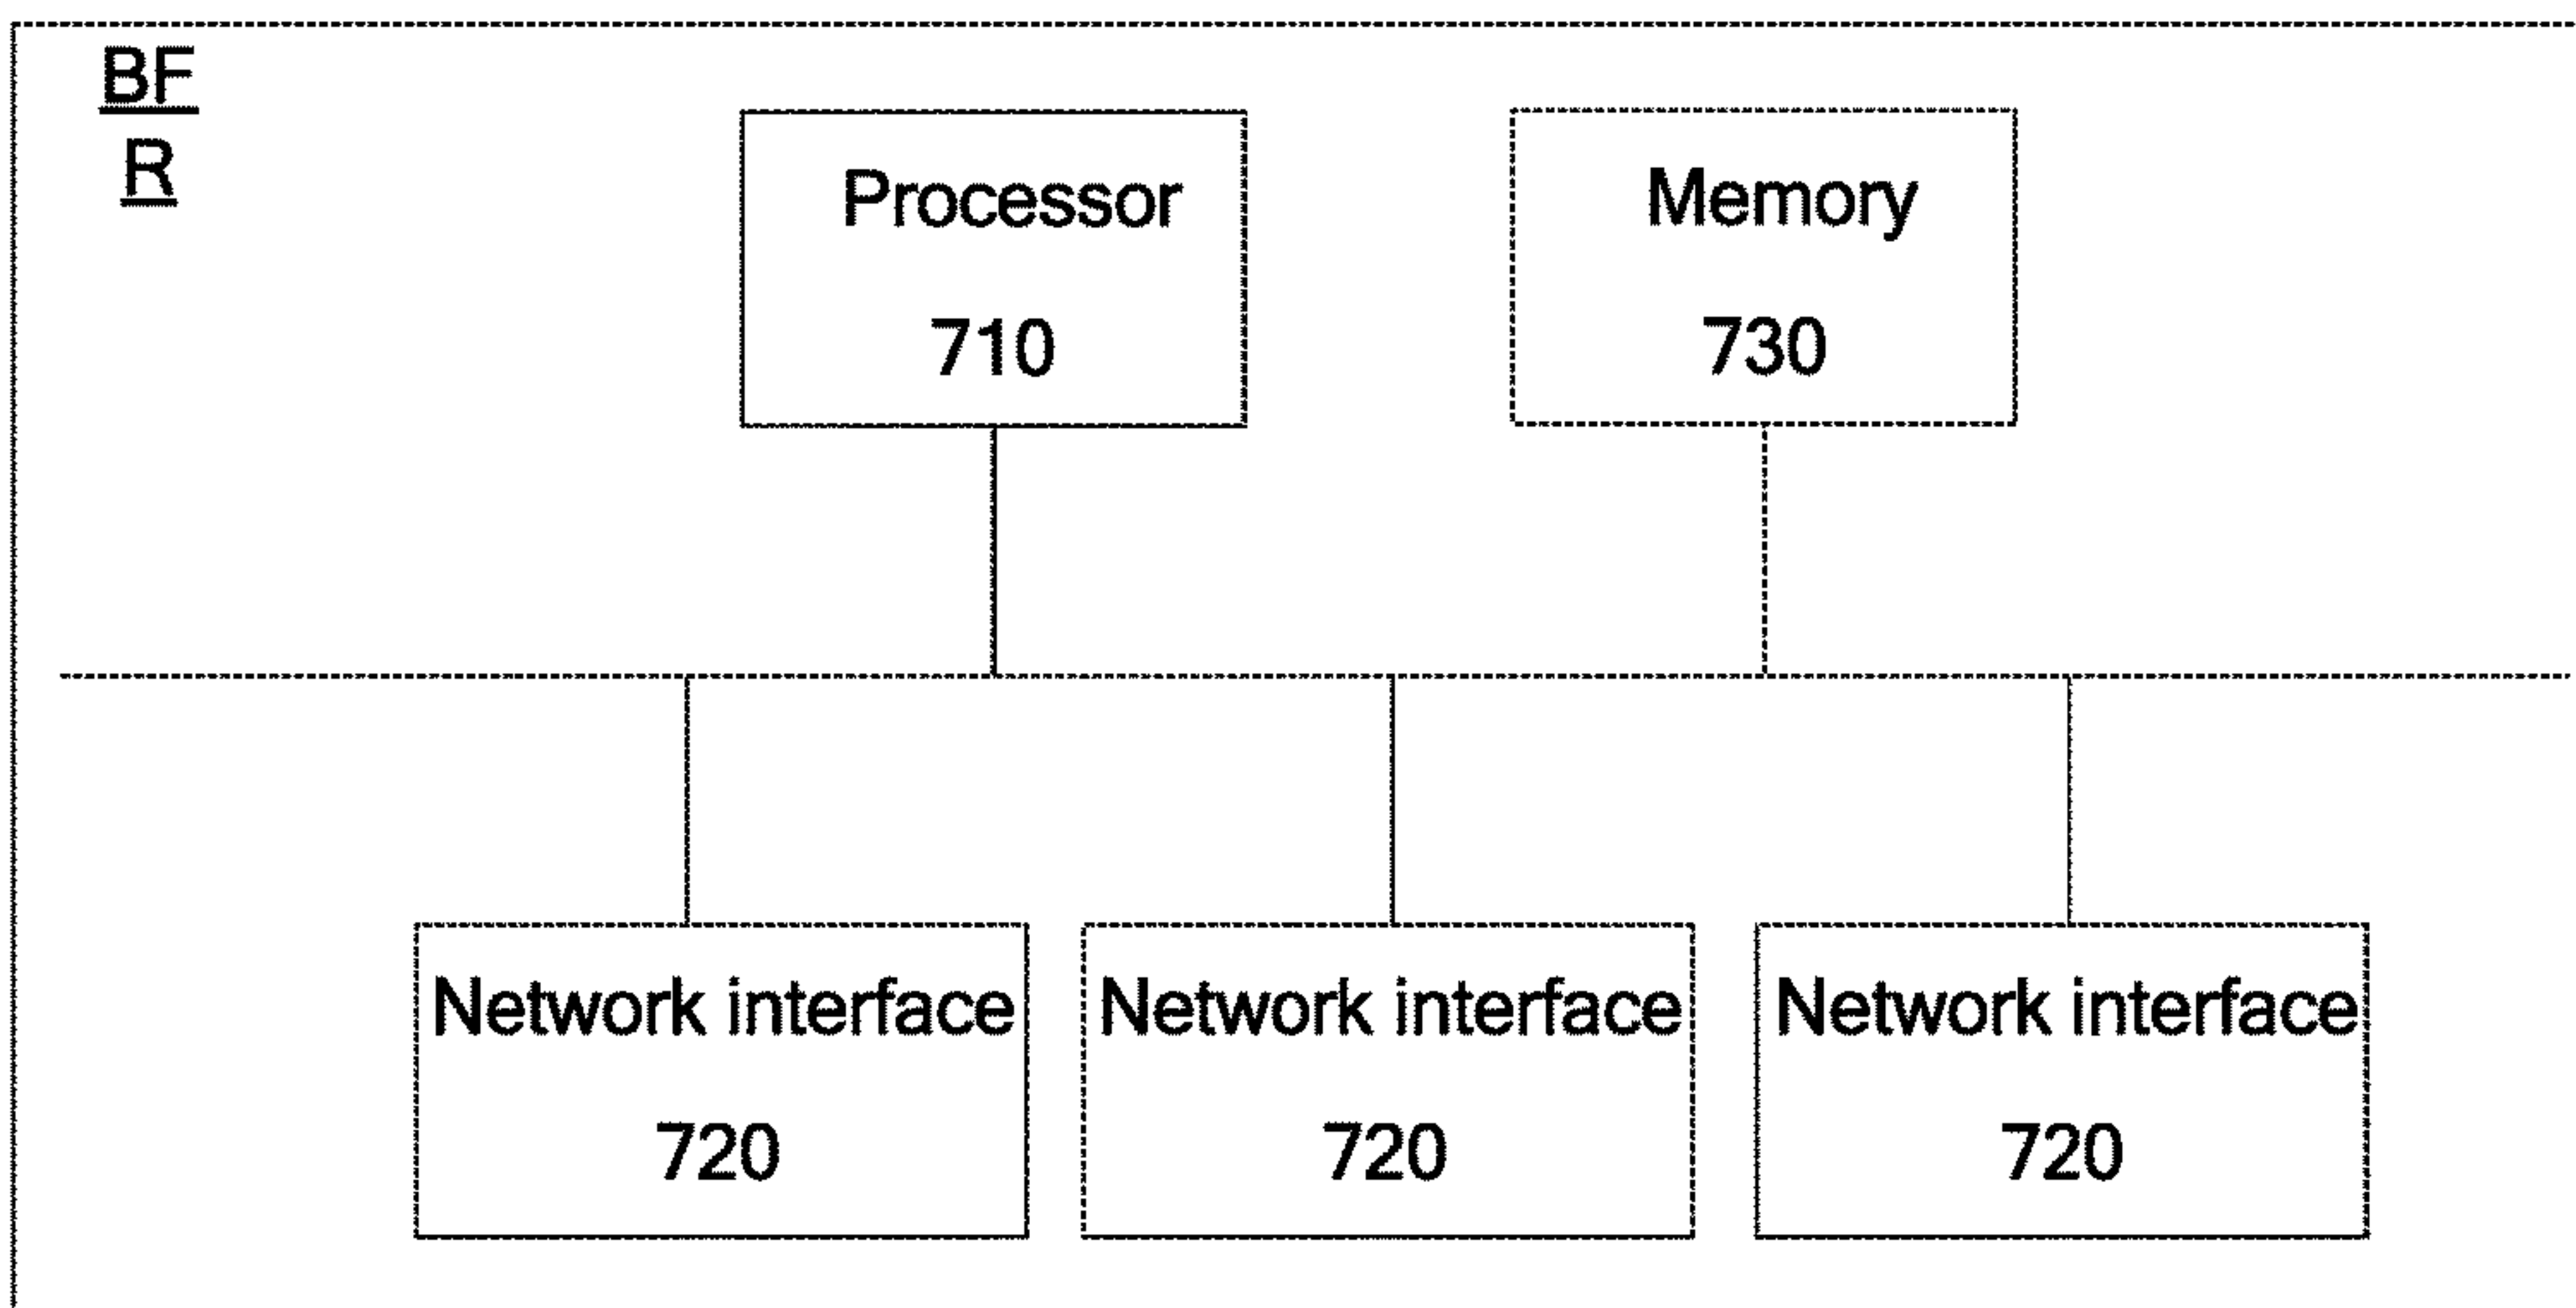 BF
R
Processor
710
Memory
730
Network interface
720
Network interface
720
Network interface
720